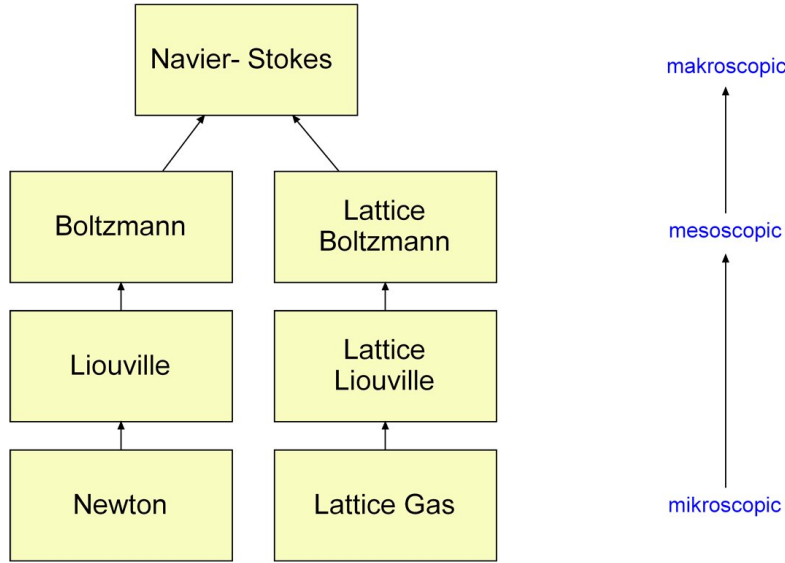 Navier- Stokes
makroscopic
Boltzmann
Lattice
Boltzmann
mesoscopic
Liouville
Lattice
Liouville
Newton
Lattice Gas
mikroscopic